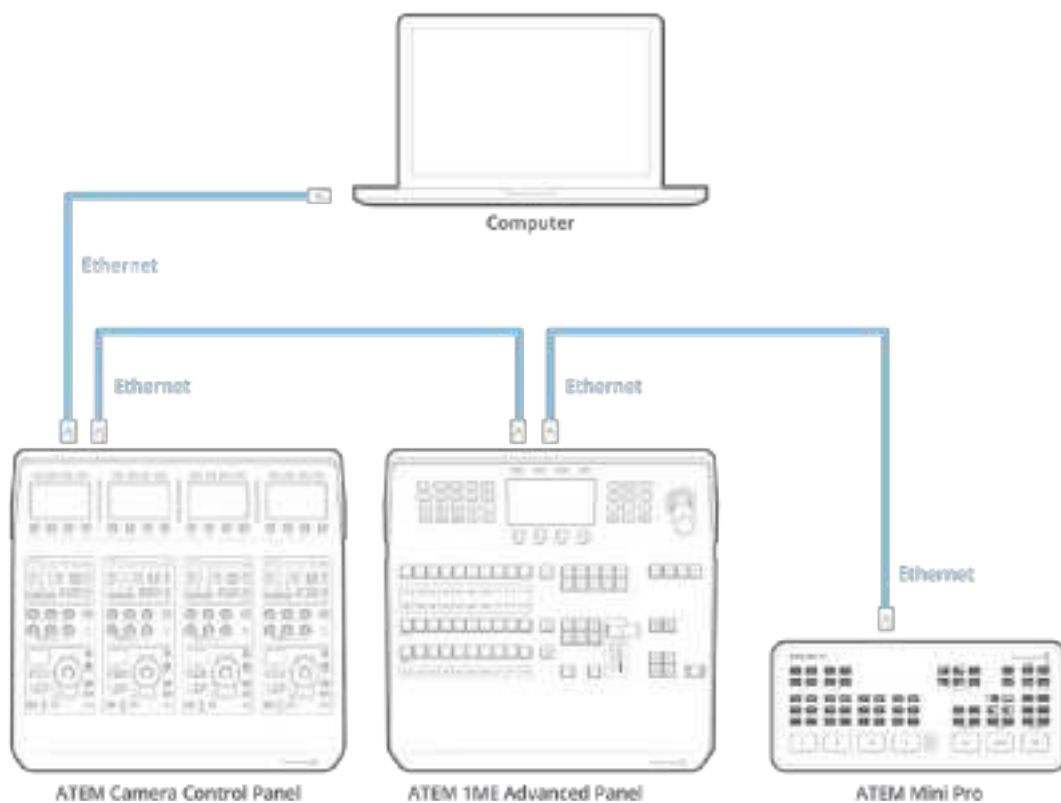 Computer
Ethernet
Ethernet
Ethernet
Ethernet
ATEM Camera Control Panel
ATEM 1ME Advanced Panel
ATEM Mini Pro